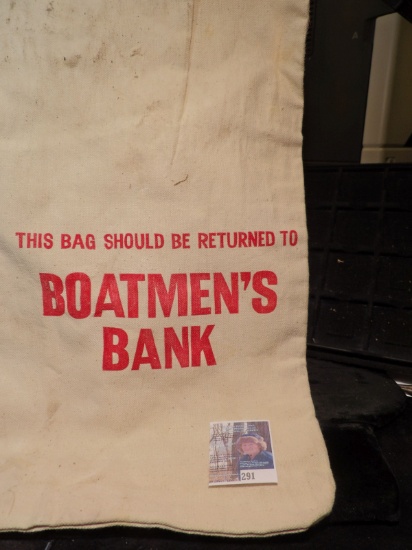 THIS BAG SHOULD BE RETURNED TO
BOATMEN'S
BANK
291